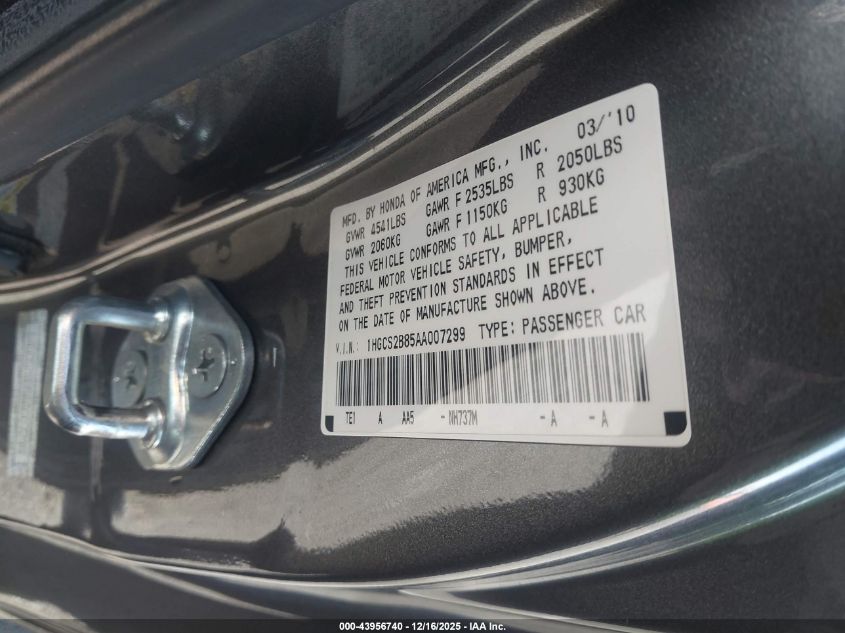 MFD. BY HONDA OF AMERICA MFG., INC. 03/'10
GVWR 4541LBS GAWR F 2535LBS R 2050LBS
GVWR 2060KG GAWR F 1150KG R 930KG
THIS VEHICLE CONFORMS TO ALL APPLICABLE
FEDERAL MOTOR VEHICLE SAFETY, BUMPER,
AND THEFT PREVENTION STANDARDS IN EFFECT
ON THE DATE OF MANUFACTURE SHOWN ABOVE.
V.I.N: 1HGCS2B85AA007299 TYPE: PASSENGER CAR
TE1 A AA5 - NH737M - A - A
000-43956740 - 12/16/2025 - IAA Inc.